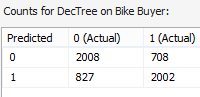 Counts for DecTree on Bike Buyer:
Predicted 0 (Actual) 1 (Actual)
0 2008 708
1 827 2002